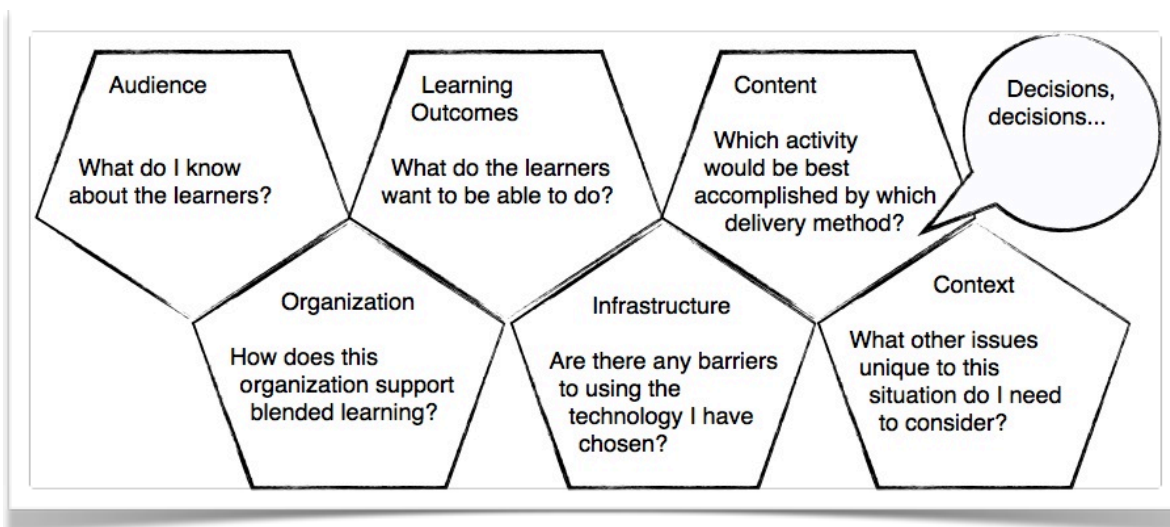 Audience
What do I know
about the learners?
Learning
Outcomes
What do the learners
want to be able to do?
Content
Which activity
would be best
accomplished by which
delivery method?
Decisions,
decisions...
Organization
How does this
organization support
blended learning?
Infrastructure
Are there any barriers
to using the
technology I have
chosen?
Context
What other issues
unique to this
situation do I need
to consider?